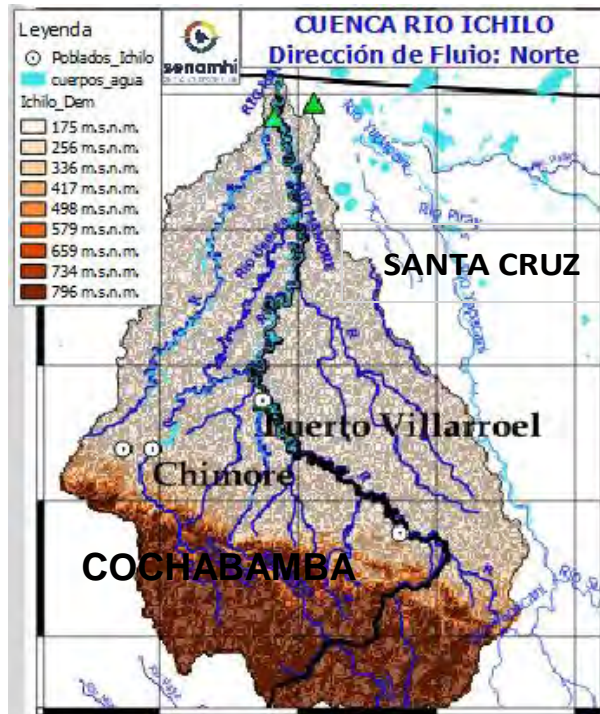 Leyenda
Poblados_Ichilo
cuerpos_agua
Ichilo_Dem
175 m.s.n.m.
256 m.s.n.m.
336 m.s.n.m.
417 m.s.n.m.
498 m.s.n.m.
579 m.s.n.m.
659 m.s.n.m.
734 m.s.n.m.
796 m.s.n.m.
senamhi
CUENCA RIO ICHILO
Dirección de Flujo: Norte
SANTA CRUZ
Puerto Villarroel
Chimore
COCHABAMBA